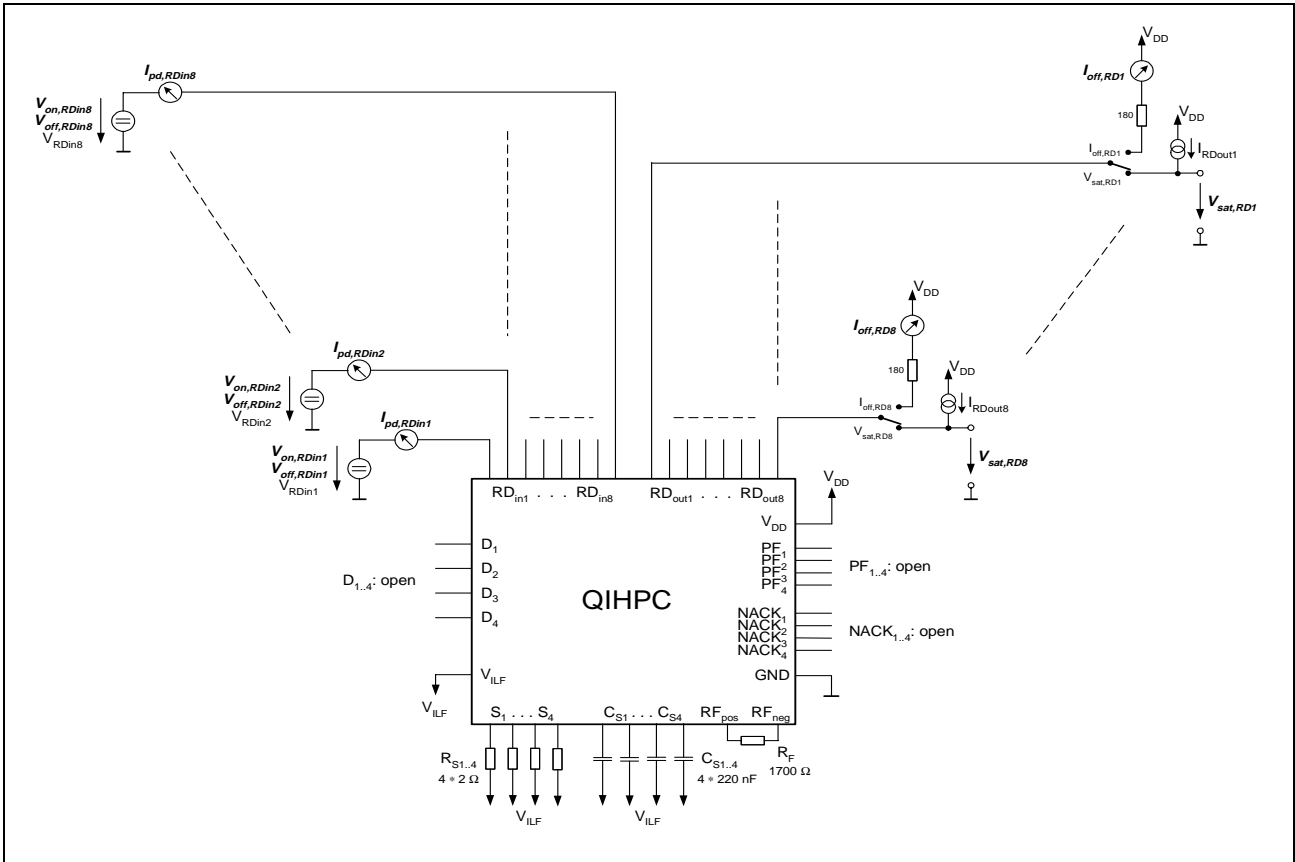 V_DD
I_off,RD1
I_pd,RDin8
V_on,RDin8
V_off,RDin8
V_RDin8
180
V_DD
I_off,RD1
I_RDout1
V_sat,RD1
V_sat,RD1
V_DD
I_off,RD8
I_pd,RDin2
180
V_DD
V_on,RDin2
V_off,RDin2
V_RDin2
I_off,RD8
I_RDout8
I_pd,RDin1
V_sat,RD8
V_on,RDin1
V_off,RDin1
V_RDin1
V_sat,RD8
RD_in1 . . . RD_in8 RD_out1 . . . RD_out8
V_DD
V_DD
D_1
D_2
D_3
D_4
D_1..4: open
QIHPC
PF_1
PF_2
PF_3
PF_4
PF_1..4: open
NACK_1
NACK_2
NACK_3
NACK_4
NACK_1..4: open
GND
V_ILF
V_ILF
S_1 . . . S_4 C_S1 . . . C_S4 RF_pos RF_neg
R_S1..4
4 * 2 Ω
C_S1..4
4 * 220 nF
R_F
1700 Ω
V_ILF
V_ILF